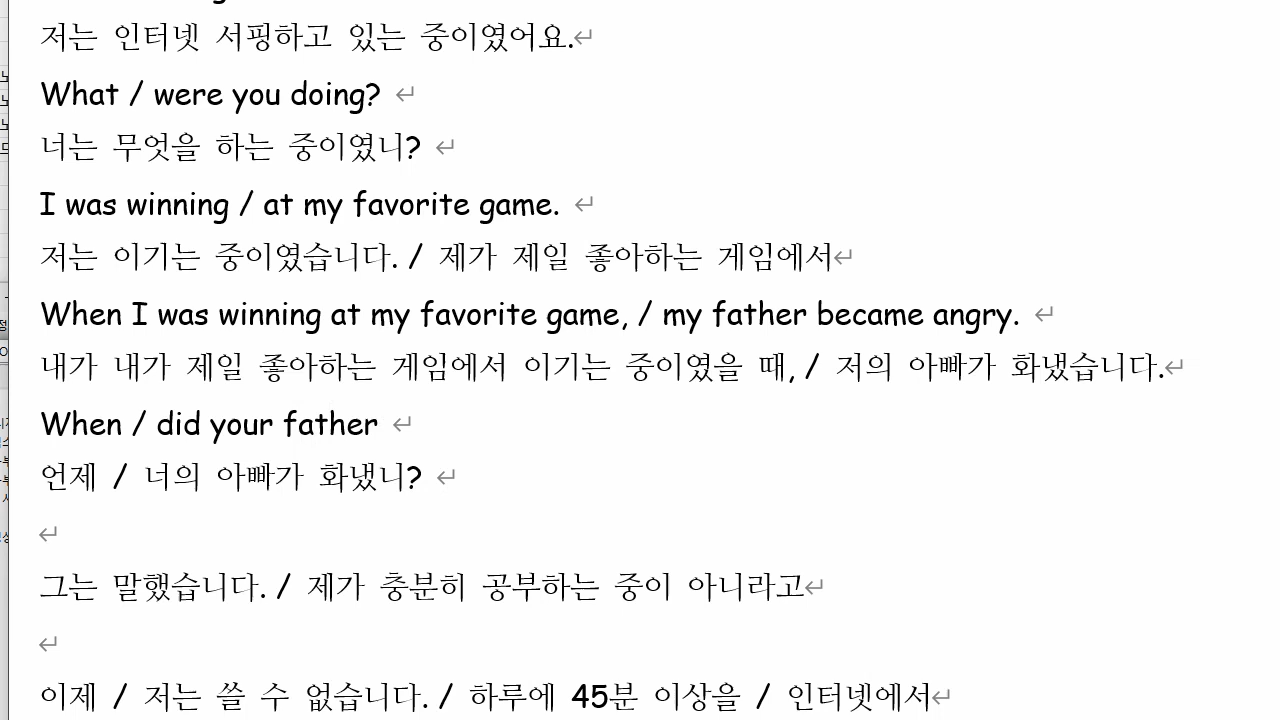 저는 인터넷 서핑하고 있는 중이였어요.
What / were you doing?
너는 무엇을 하는 중이였니?
I was winning / at my favorite game.
저는 이기는 중이였습니다. / 제가 제일 좋아하는 게임에서
When I was winning at my favorite game, / my father became angry.
내가 내가 제일 좋아하는 게임에서 이기는 중이였을 때, / 저의 아빠가 화냈습니다.
When / did your father
언제 / 너의 아빠가 화냈니?
그는 말했습니다. / 제가 충분히 공부하는 중이 아니라고
이제 / 저는 쓸 수 없습니다. / 하루에 45분 이상을 / 인터넷에서